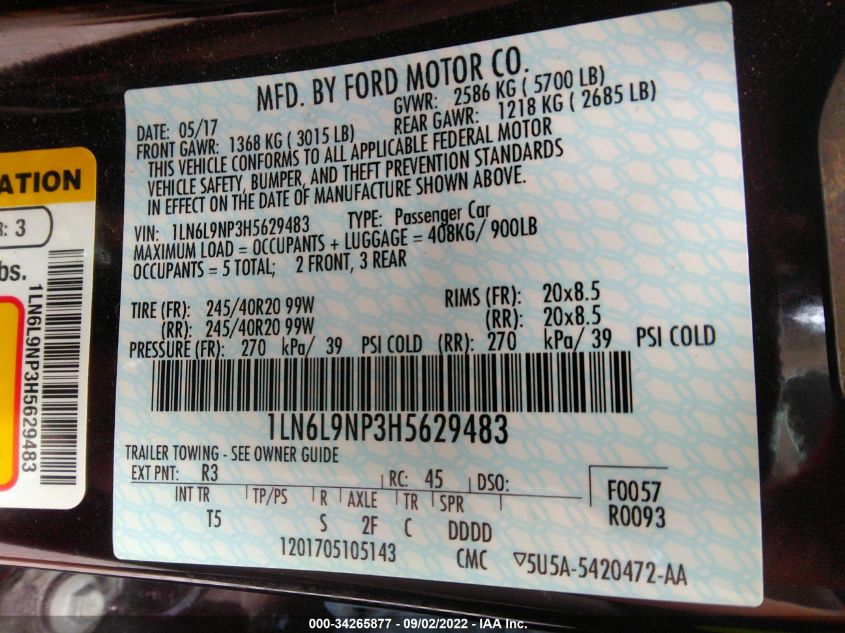 MFD. BY FORD MOTOR CO.
DATE: 05/17
GVWR: 2586 KG ( 5700 LB)
FRONT GAWR: 1368 KG ( 3015 LB)
REAR GAWR: 1218 KG ( 2685 LB)
THIS VEHICLE CONFORMS TO ALL APPLICABLE FEDERAL MOTOR
VEHICLE SAFETY, BUMPER, AND THEFT PREVENTION STANDARDS
IN EFFECT ON THE DATE OF MANUFACTURE SHOWN ABOVE.
VIN: 1LN6L9NP3H5629483 TYPE: Passenger Car
MAXIMUM LOAD = OCCUPANTS + LUGGAGE = 408KG/ 900LB
OCCUPANTS = 5 TOTAL; 2 FRONT, 3 REAR
TIRE (FR): 245/40R20 99W RIMS (FR): 20x8.5
(RR): 245/40R20 99W (RR): 20x8.5
PRESSURE (FR): 270 kPa/ 39 PSI COLD (RR): 270 kPa/ 39 PSI COLD
1LN6L9NP3H5629483
TRAILER TOWING - SEE OWNER GUIDE
EXT PNT: R3 RC: 45 DSO:
INT TR TP/PS R AXLE TR SPR
T5 S 2F C DDDD
F0057
R0093
1201705105143 CMC 5U5A-5420472-AA
ATION
R: 3
bs.
1LN6L9NP3H5629483
000-34265877 - 09/02/2022 - IAA Inc.